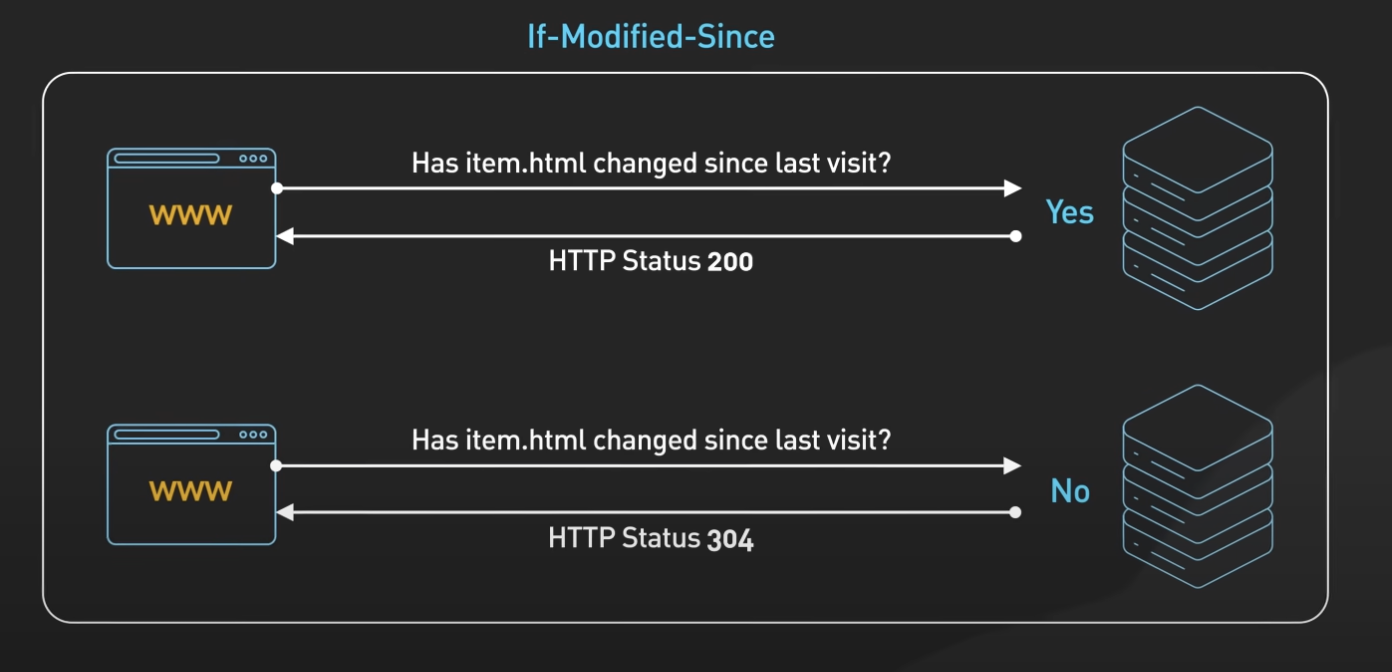 If-Modified-Since
Has item.html changed since last visit?
WWW
Yes
HTTP Status 200
Has item.html changed since last visit?
WWW
No
HTTP Status 304